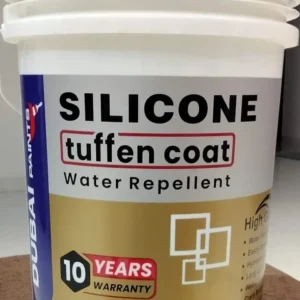 SILICONE
tuffen coat
Water Repellent
DUBAI PAINTS
10 YEARS
WARRANTY
High